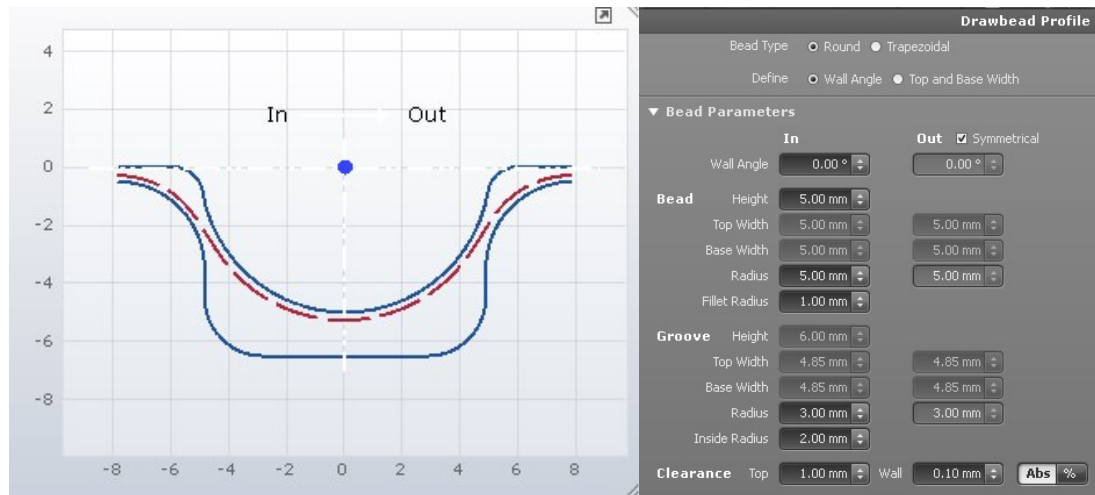 4
2
0
-2
-4
-6
-8
-8 -6 -4 -2 0 2 4 6 8
In Out
Drawbead Profile
Bead Type Round Trapezoidal
Define Wall Angle Top and Base Width
Bead Parameters
In Out Symmetrical
Wall Angle 0.00 ° 0.00 °
Bead Height 5.00 mm
Top Width 5.00 mm 5.00 mm
Base Width 5.00 mm 5.00 mm
Radius 5.00 mm 5.00 mm
Fillet Radius 1.00 mm
Groove Height 6.00 mm
Top Width 4.85 mm 4.85 mm
Base Width 4.85 mm 4.85 mm
Radius 3.00 mm 3.00 mm
Inside Radius 2.00 mm
Clearance Top 1.00 mm Wall 0.10 mm Abs %